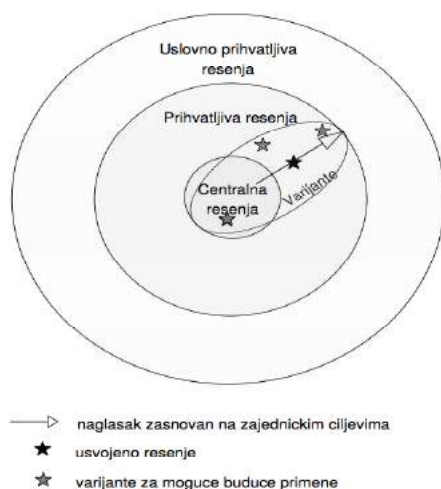 Uslovno prihvatljiva
resenja
Prihvatljiva resenja
Centralna
resenja
Varijante
naglasak zasnovan na zajednickim ciljevima
usvojeno resenje
varijante za moguce buduce primene